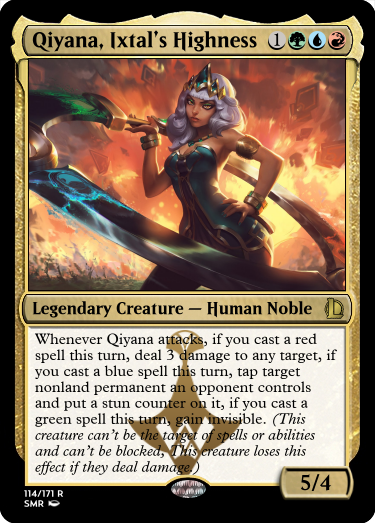 Qiyana, Ixtal's Highness 1
Legendary Creature — Human Noble
Whenever Qiyana attacks, if you cast a red
spell this turn, deal 3 damage to any target, if
you cast a blue spell this turn, tap target
nonland permanent an opponent controls
and put a stun counter on it, if you cast a
green spell this turn, gain invisible. (This
creature can't be the target of spells or abilities
and can't be blocked, This creature loses this
effect if they deal damage.)
5/4
114/171 R
SMR